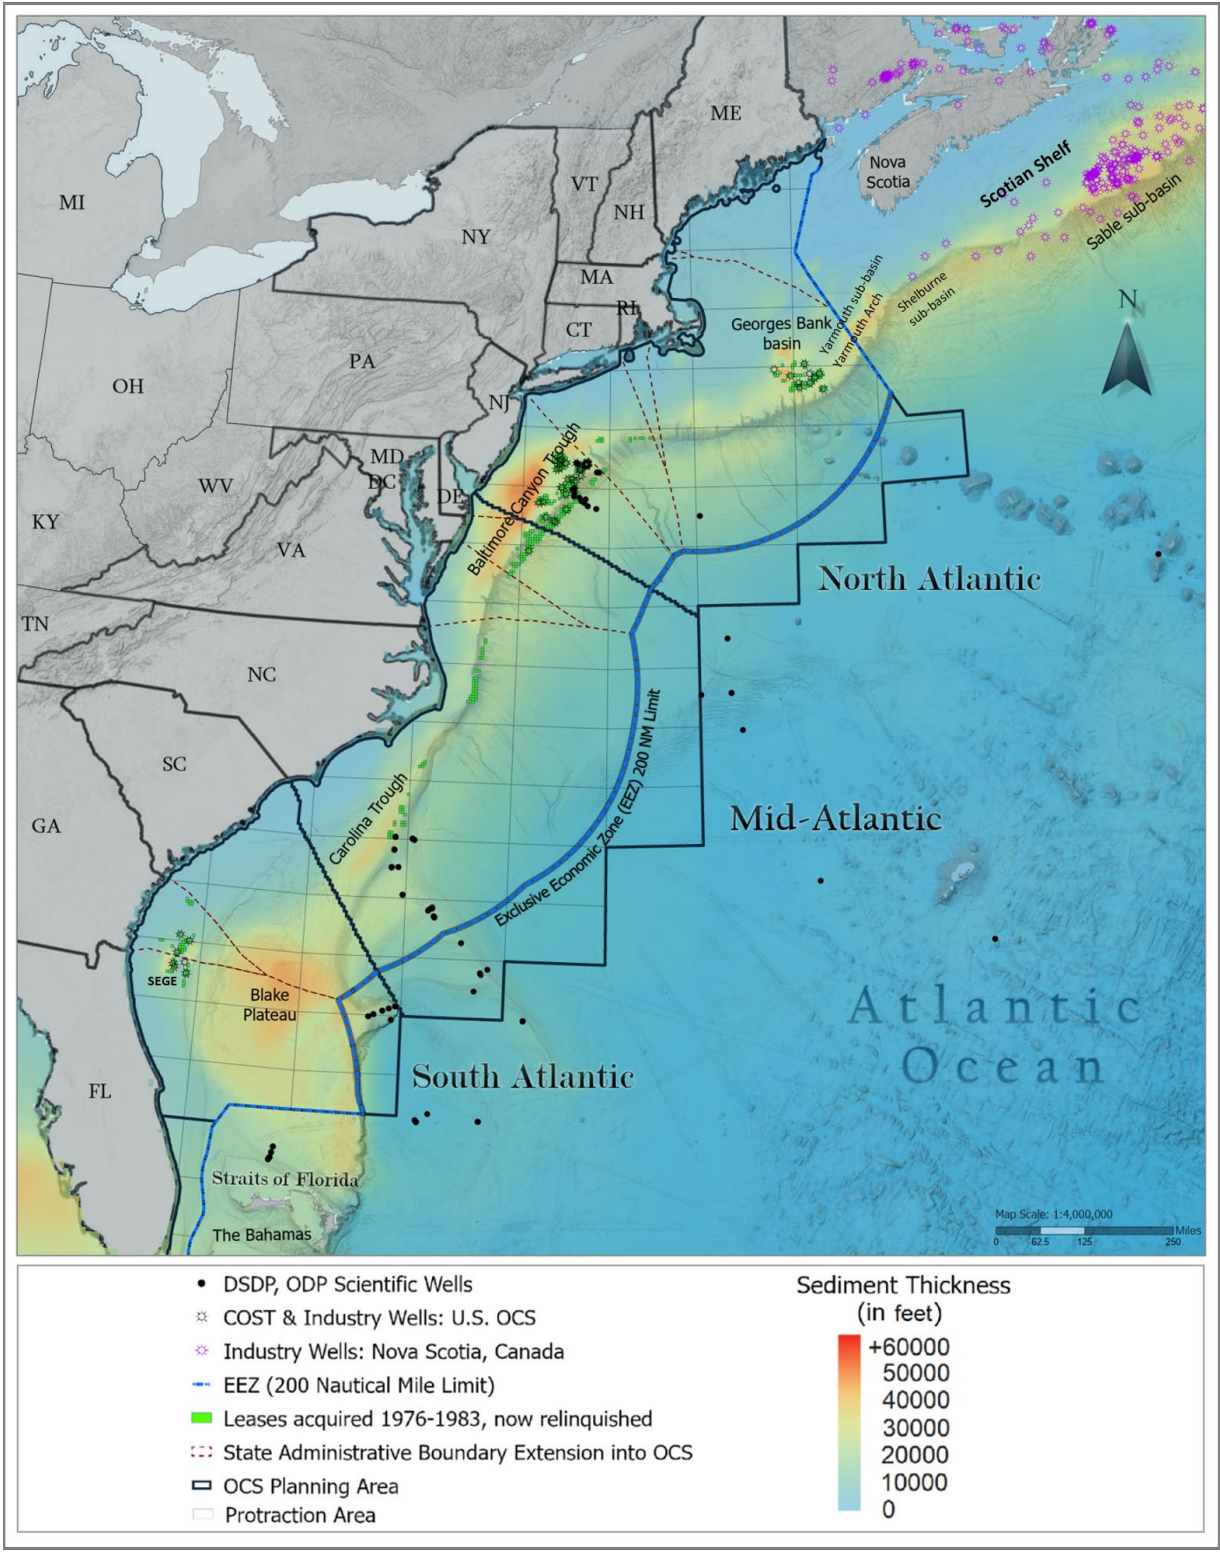 ME
VT
NH
NY
MI
MA
RI
CT
PA
OH
NJ
MD
DC
DE
WV
KY
VA
TN
NC
SC
GA
FL
Nova
Scotia
Scotian Shelf
Sable sub-basin
Shelburne
sub-basin
Yarmouth sub-basin
Yarmouth Arch
Georges Bank
basin
N
Baltimore Canyon Trough
North Atlantic
Exclusive Economic Zone (EEZ) 200 NM Limit
Carolina Trough
Mid-Atlantic
SEGE
Blake
Plateau
Atlantic
Ocean
South Atlantic
Straits of Florida
The Bahamas
Map Scale: 1:4,000,000
Miles
0 62.5 125 250
DSDP, ODP Scientific Wells
COST & Industry Wells: U.S. OCS
Industry Wells: Nova Scotia, Canada
EEZ (200 Nautical Mile Limit)
Leases acquired 1976-1983, now relinquished
State Administrative Boundary Extension into OCS
OCS Planning Area
Protraction Area
Sediment Thickness
(in feet)
+60000
50000
40000
30000
20000
10000
0